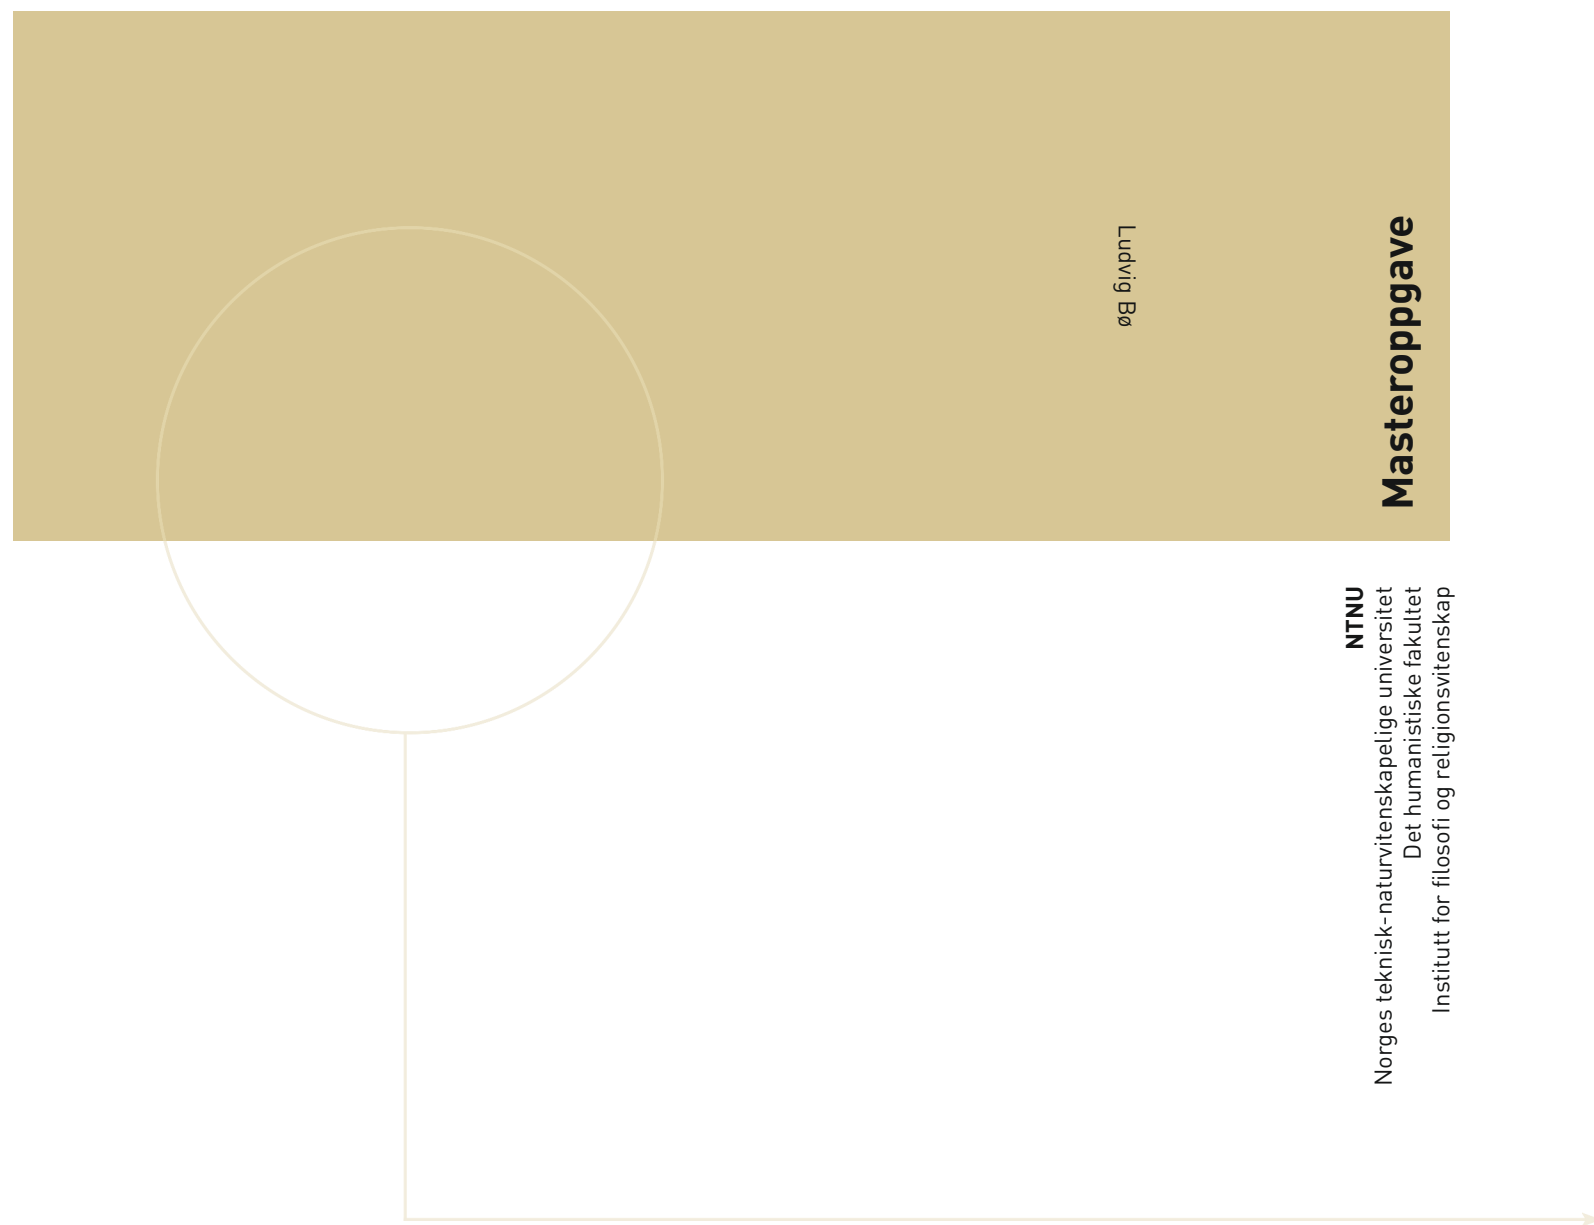 Ludvig Bø
Masteroppgave
NTNU
Norges teknisk-naturvitenskapelige universitet
Det humanistiske fakultet
Institutt for filosofi og religionsvitenskap